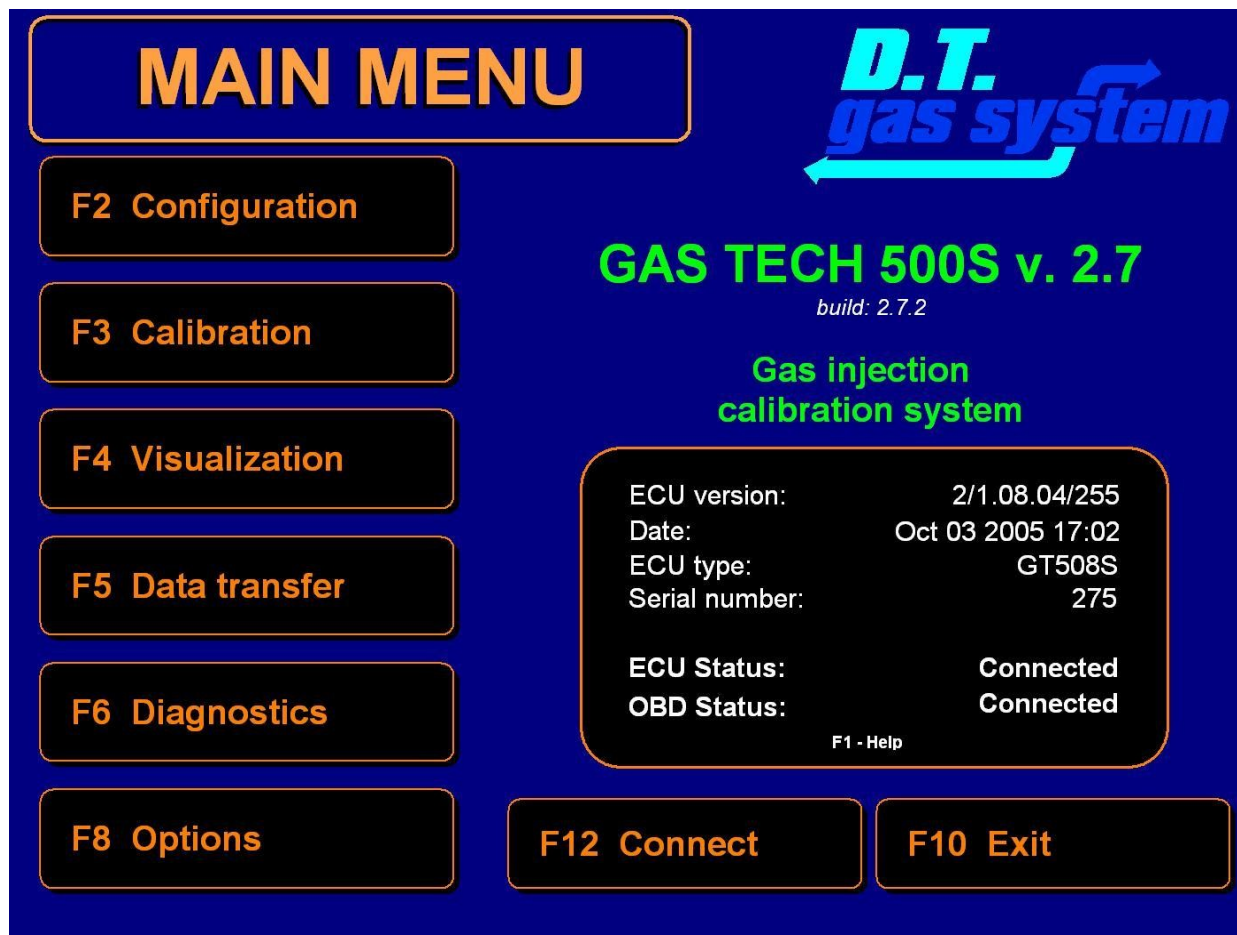 MAIN MENU
D.T.
gas system
F2 Configuration
F3 Calibration
F4 Visualization
F5 Data transfer
F6 Diagnostics
F8 Options
GAS TECH 500S v. 2.7
build: 2.7.2
Gas injection
calibration system
ECU version: 2/1.08.04/255
Date: Oct 03 2005 17:02
ECU type: GT508S
Serial number: 275
ECU Status: Connected
OBD Status: Connected
F1 - Help
F12 Connect
F10 Exit